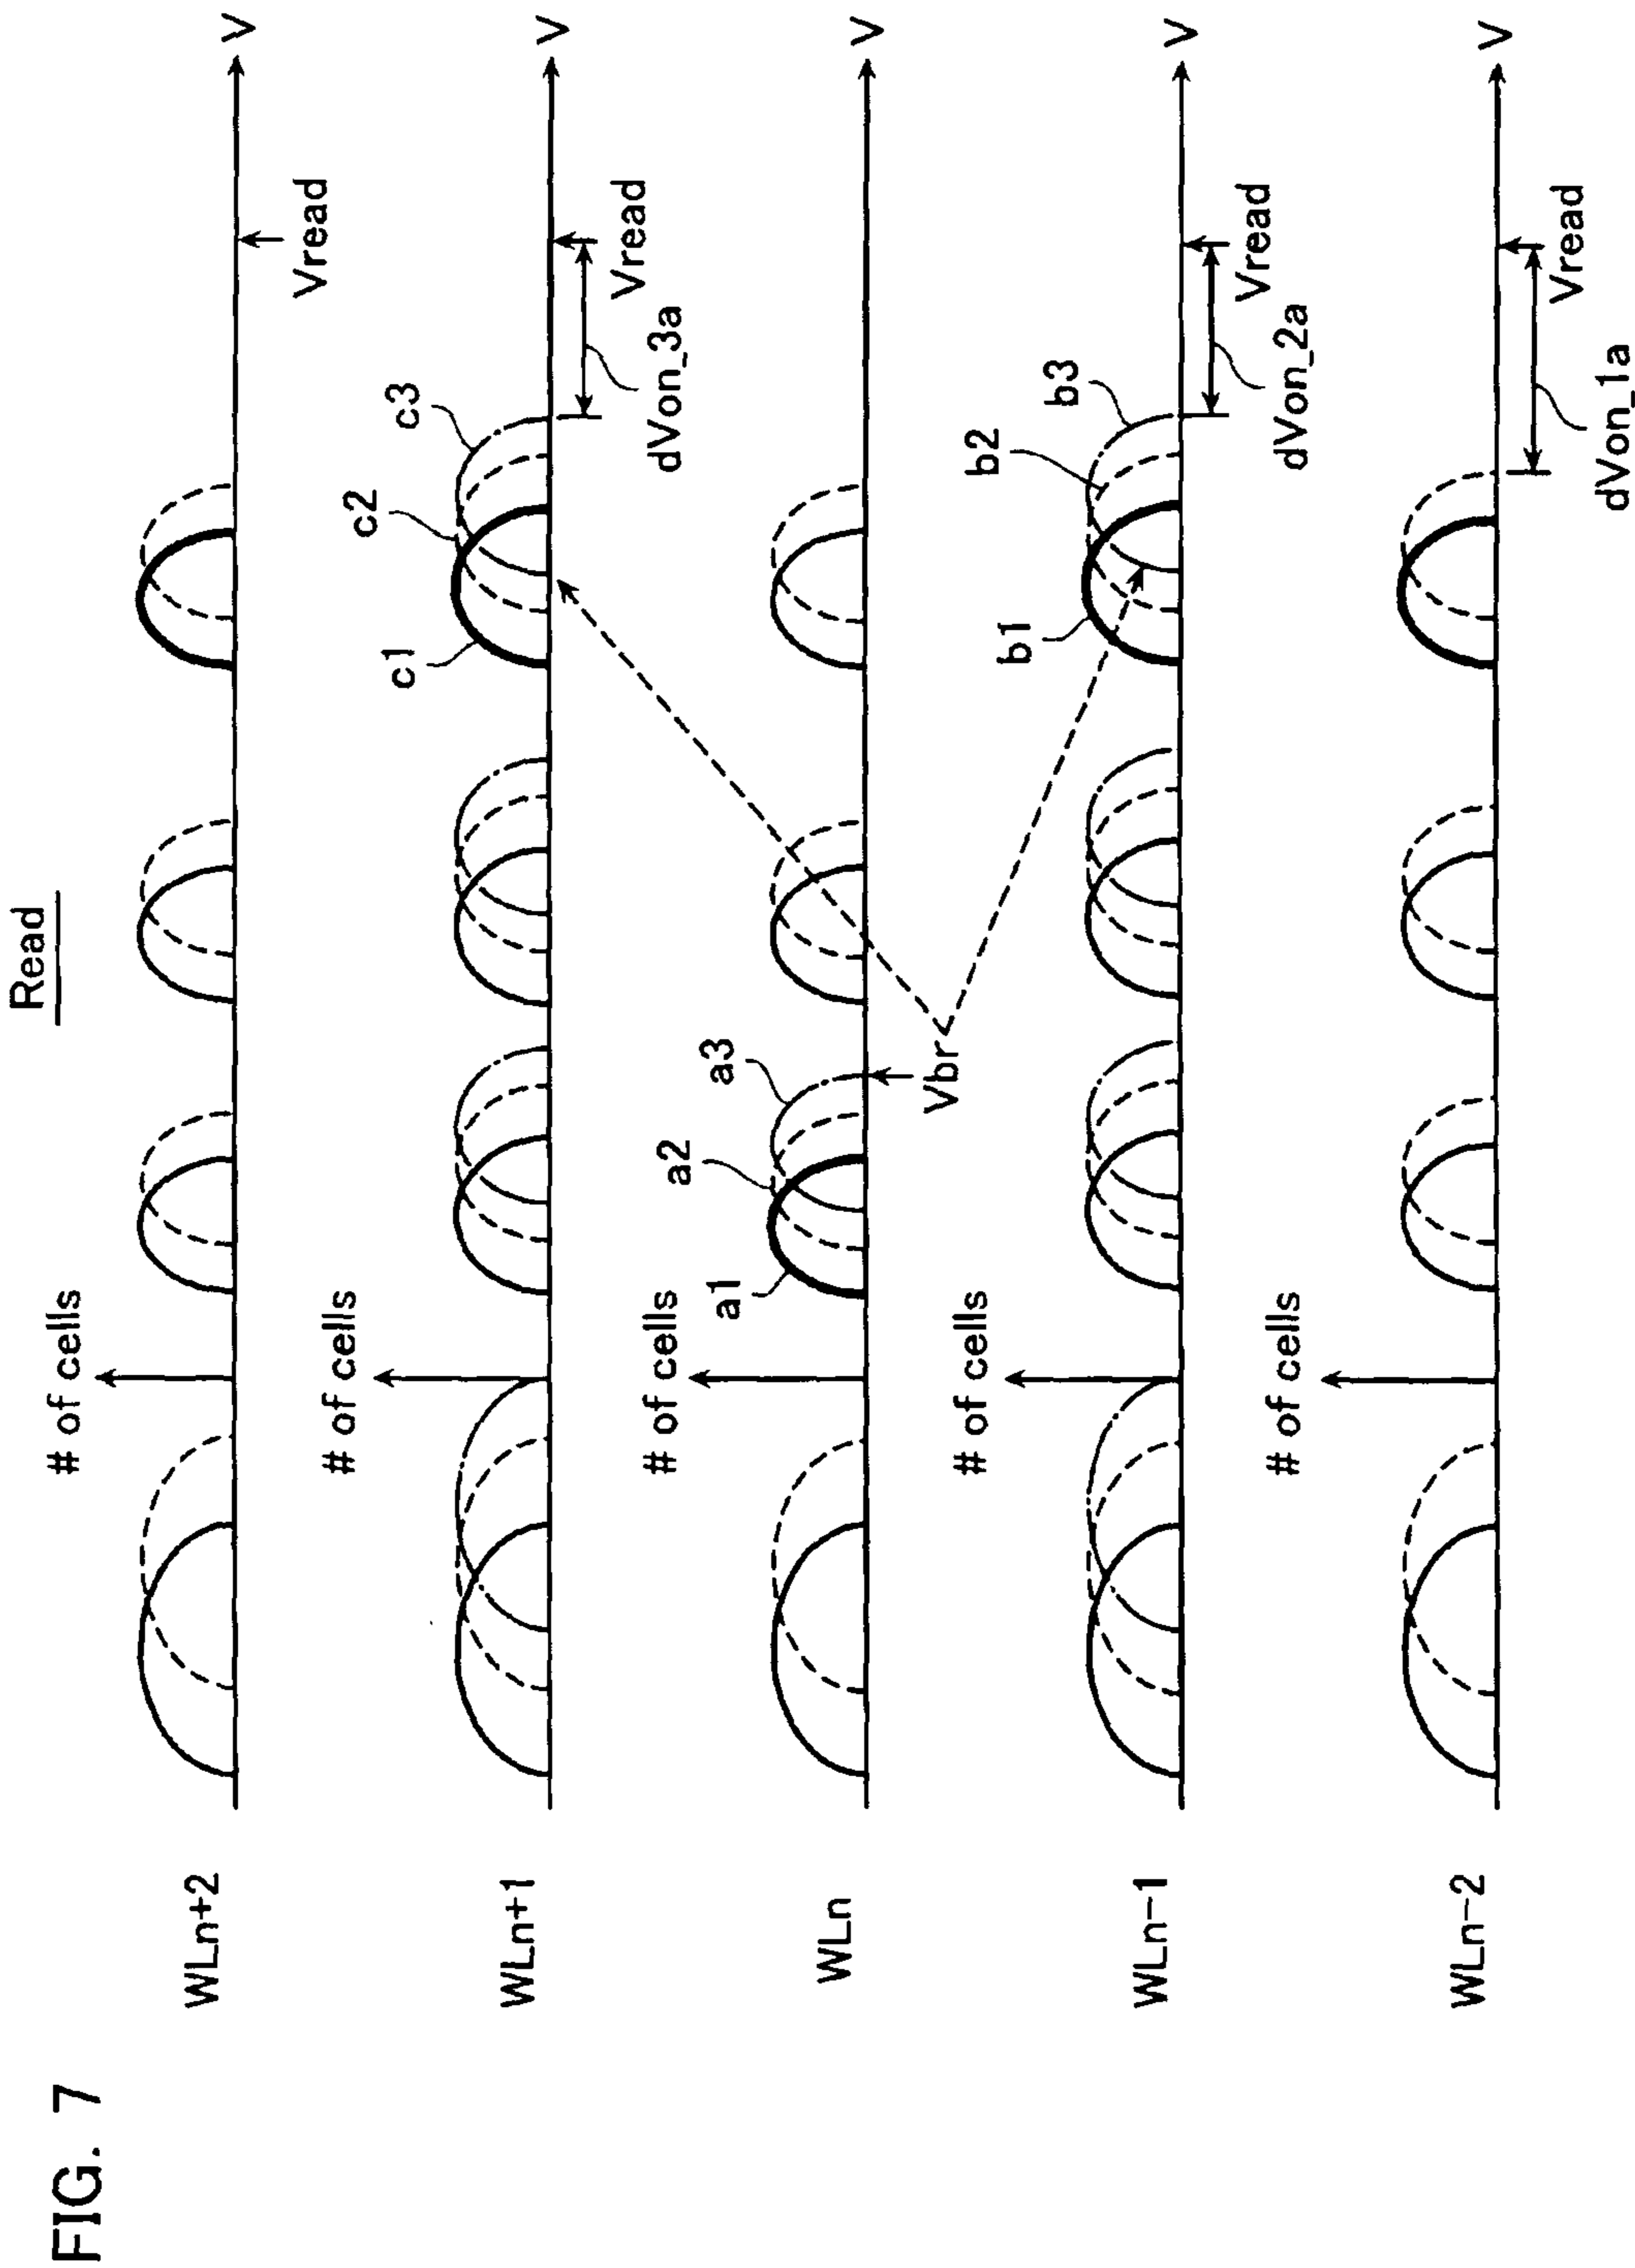 FIG. 7
Read
WLn+2
# of cells
Vread
V
WLn+1
# of cells
c1
c2
c3
Vread
dVon_3a
V
WLn
# of cells
a1
a2
a3
Vbr
V
WLn-1
# of cells
b1
b2
b3
Vread
dVon_2a
V
WLn-2
# of cells
Vread
dVon_1a
V